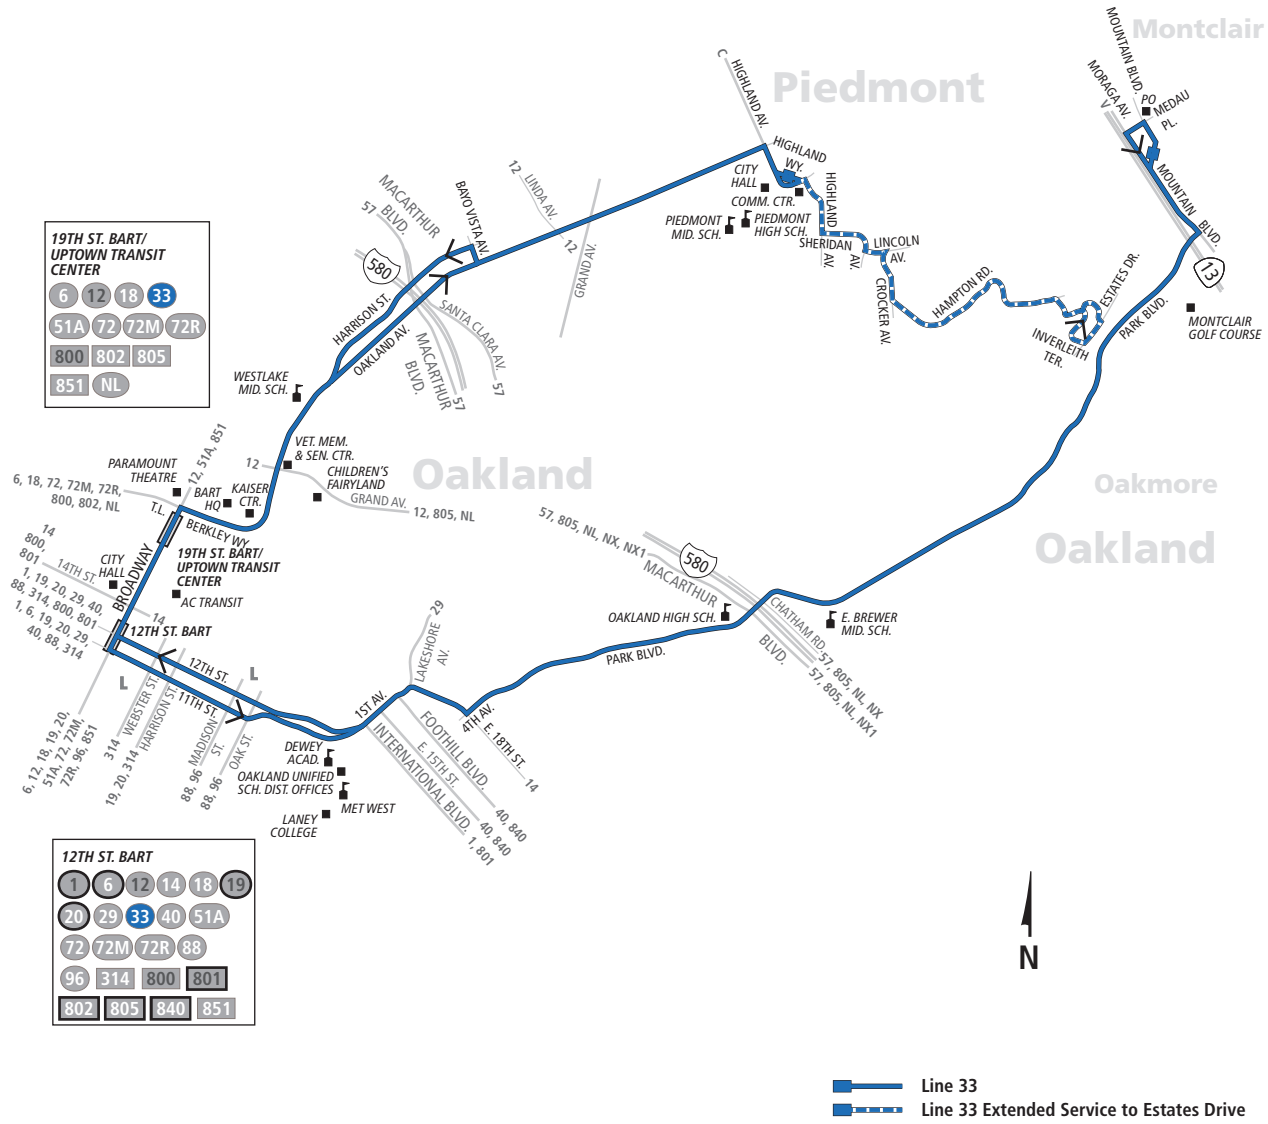 Montclair
MOUNTAIN BLVD.
MORAGA AV.
V
PO
MEDAU
PL.
MOUNTAIN BLVD.
13
MONTCLAIR
GOLF COURSE
Piedmont
C
HIGHLAND AV.
HIGHLAND
WY.
CITY
HALL
COMM. CTR.
PIEDMONT
MID. SCH.
PIEDMONT
HIGH SCH.
HIGHLAND
AV.
SHERIDAN
AV.
LINCOLN
AV.
CROCKER AV.
HAMPTON RD.
ESTATES DR.
INVERLEITH
TER.
PARK BLVD.
12
LINDA AV.
12
GRAND AV.
BAYO VISTA AV.
MACARTHUR
BLVD.
57
580
HARRISON ST.
OAKLAND AV.
SANTA CLARA AV.
57
MACARTHUR
BLVD.
57
19TH ST. BART/
UPTOWN TRANSIT
CENTER
6 12 18 33
51A 72 72M 72R
800 802 805
851 NL
WESTLAKE
MID. SCH.
VET. MEM.
& SEN. CTR.
12
CHILDREN'S
FAIRYLAND
GRAND AV.
12, 805, NL
Oakland
12, 51A, 851
PARAMOUNT
THEATRE
6, 18, 72, 72M, 72R,
800, 802, NL
T.L.
BART
HQ
KAISER
CTR.
BERKLEY WY.
19TH ST. BART/
UPTOWN TRANSIT
CENTER
AC TRANSIT
BROADWAY
CITY
HALL
14
800,
801
14TH ST.
14
1, 19, 20, 29, 40,
88, 314, 800, 801
1, 6, 19, 20, 29,
40, 88, 314
12TH ST. BART
12TH ST.
11TH ST.
L
L
6, 12, 18, 19, 20,
51A, 72, 72M,
72R, 96, 851
314
WEBSTER ST.
19, 20, 314
HARRISON ST.
88, 96
MADISON
ST.
88, 96
OAK ST.
DEWEY
ACAD.
OAKLAND UNIFIED
SCH. DIST. OFFICES
MET WEST
LANEY
COLLEGE
1ST AV.
INTERNATIONAL BLVD.
1, 801
E. 15TH ST.
40, 840
FOOTHILL BLVD.
40, 840
LAKESHORE
AV.
29
4TH AV.
E. 18TH ST.
14
PARK BLVD.
OAKLAND HIGH SCH.
57, 805, NL, NX, NX1
MACARTHUR
BLVD.
580
CHATHAM RD.
57, 805, NL, NX
57, 805, NL, NX1
E. BREWER
MID. SCH.
Oakmore
Oakland
12TH ST. BART
1 6 12 14 18 19
20 29 33 40 51A
72 72M 72R 88
96 314 800 801
802 805 840 851
N
Line 33
Line 33 Extended Service to Estates Drive